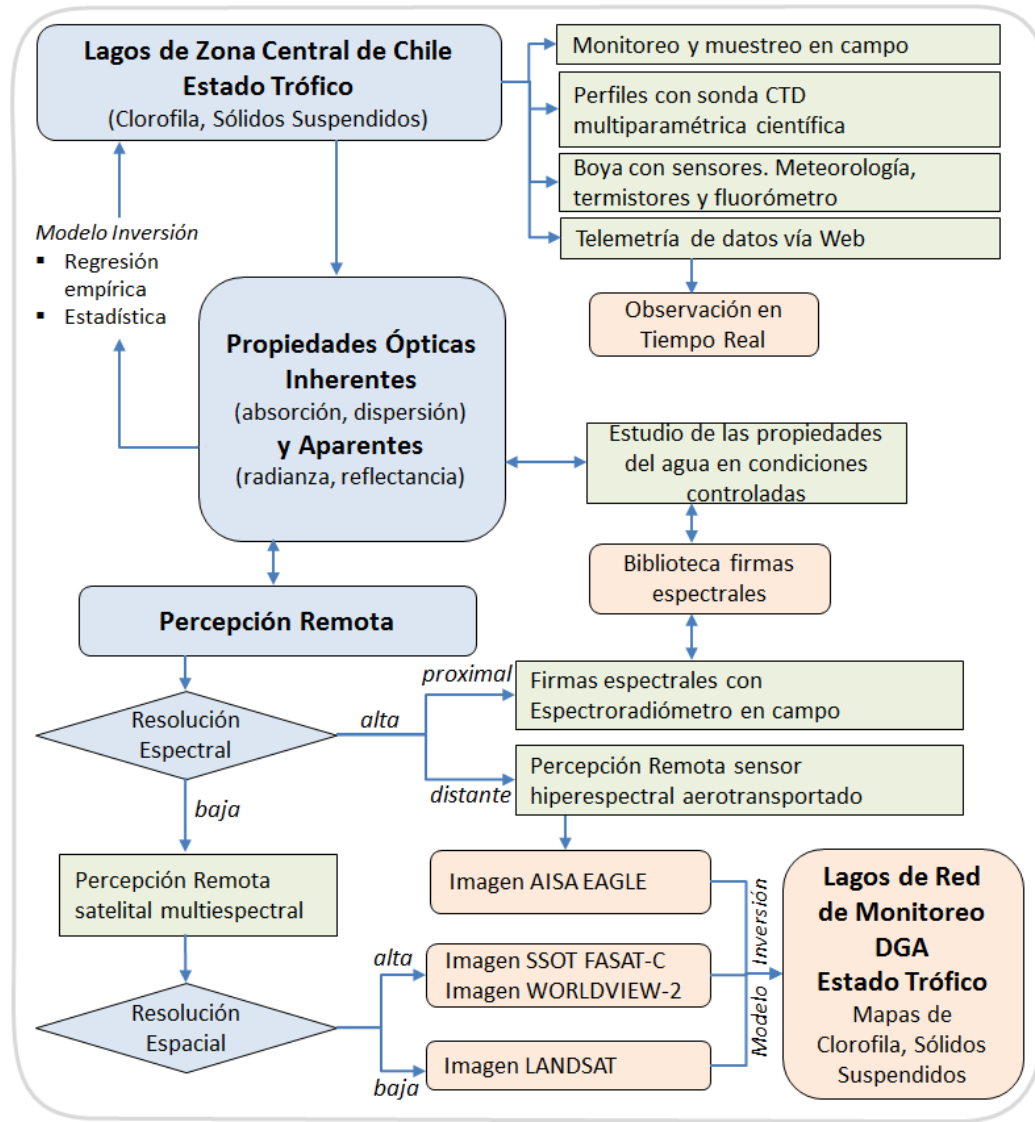 Lagos de Zona Central de Chile
Estado Trófico
(Clorofila, Sólidos Suspendidos)
Monitoreo y muestreo en campo
Perfiles con sonda CTD
multiparamétrica científica
Boya con sensores. Meteorología,
termistores y fluorómetro
Telemetría de datos vía Web
Observación en
Tiempo Real
Modelo Inversión
▪ Regresión
empírica
▪ Estadística
Propiedades Ópticas
Inherentes
(absorción, dispersión)
y Aparentes
(radianza, reflectancia)
Estudio de las propiedades
del agua en condiciones
controladas
Biblioteca firmas
espectrales
Percepción Remota
Resolución
Espectral
alta
proximal
Firmas espectrales con
Espectroradiómetro en campo
distante
Percepción Remota sensor
hiperespectral aerotransportado
baja
Percepción Remota
satelital multiespectral
Resolución
Espacial
Imagen AISA EAGLE
alta
Imagen SSOT FASAT-C
Imagen WORLDVIEW-2
baja
Imagen LANDSAT
Modelo Inversión
Lagos de Red
de Monitoreo
DGA
Estado Trófico
Mapas de
Clorofila, Sólidos
Suspendidos